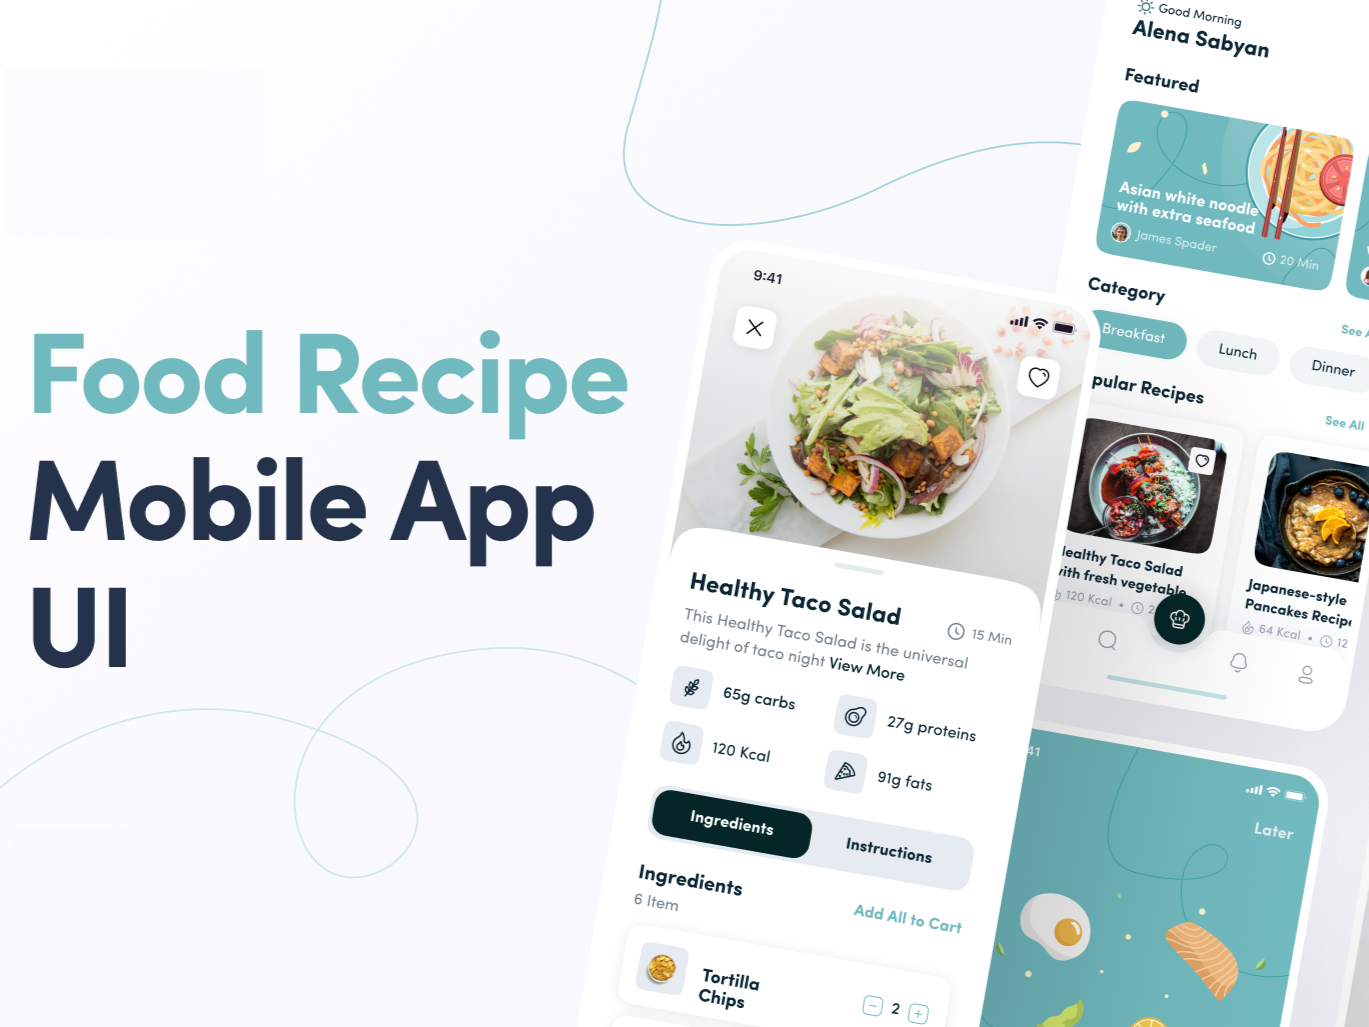 Food Recipe
Mobile App
UI
9:41
Healthy Taco Salad
15 Min
This Healthy Taco Salad is the universal
delight of taco night View More
65g carbs
27g proteins
120 Kcal
91g fats
Ingredients
Instructions
Ingredients
6 Item
Add All to Cart
Tortilla
Chips
2
Good Morning
Alena Sabyan
Featured
Asian white noodle
with extra seafood
James Spader
20 Min
Category
See A
Breakfast
Lunch
Dinner
pular Recipes
See All
Healthy Taco Salad
with fresh vegetable
120 Kcal • 2
Japanese-style
Pancakes Recipe
64 Kcal • 12
41
Later